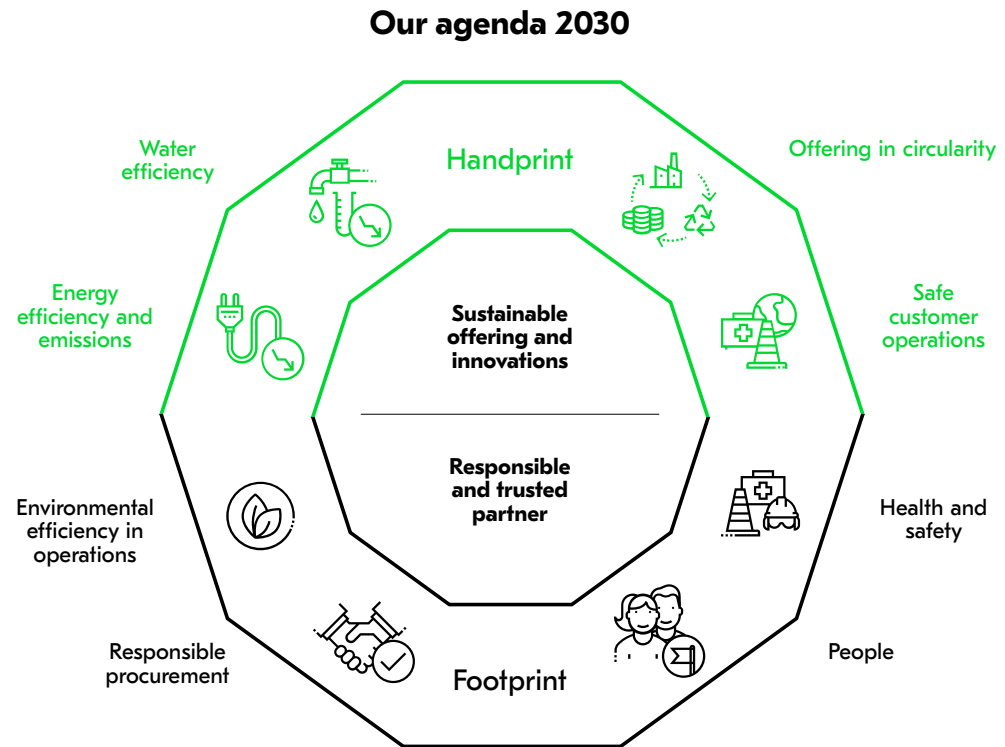 Our agenda 2030
Water
efficiency
Handprint
Offering in circularity
Energy
efficiency and
emissions
Sustainable
offering and
innovations
Safe
customer
operations
Environmental
efficiency in
operations
Responsible
and trusted
partner
Health and
safety
Responsible
procurement
Footprint
People